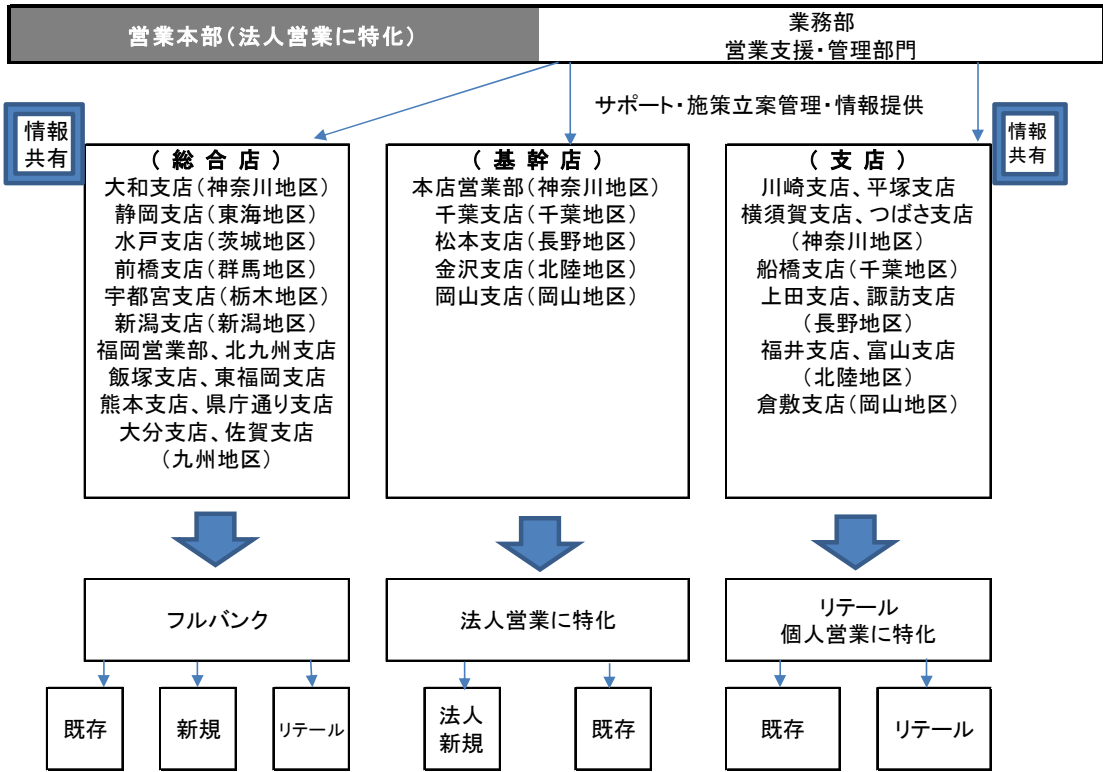 営業本部(法人営業に特化)
業務部
営業支援・管理部門
サポート・施策立案管理・情報提供
情報
共有
情報
共有
(総合店)
大和支店(神奈川地区)
静岡支店(東海地区)
水戸支店(茨城地区)
前橋支店(群馬地区)
宇都宮支店(栃木地区)
新潟支店(新潟地区)
福岡営業部、北九州支店
飯塚支店、東福岡支店
熊本支店、県庁通り支店
大分支店、佐賀支店
(九州地区)
(基幹店)
本店営業部(神奈川地区)
千葉支店(千葉地区)
松本支店(長野地区)
金沢支店(北陸地区)
岡山支店(岡山地区)
(支店)
川崎支店、平塚支店
横須賀支店、つばさ支店
(神奈川地区)
船橋支店(千葉地区)
上田支店、諏訪支店
(長野地区)
福井支店、富山支店
(北陸地区)
倉敷支店(岡山地区)
フルバンク
法人営業に特化
リテール
個人営業に特化
既存
新規
リテール
法人
新規
既存
既存
リテール